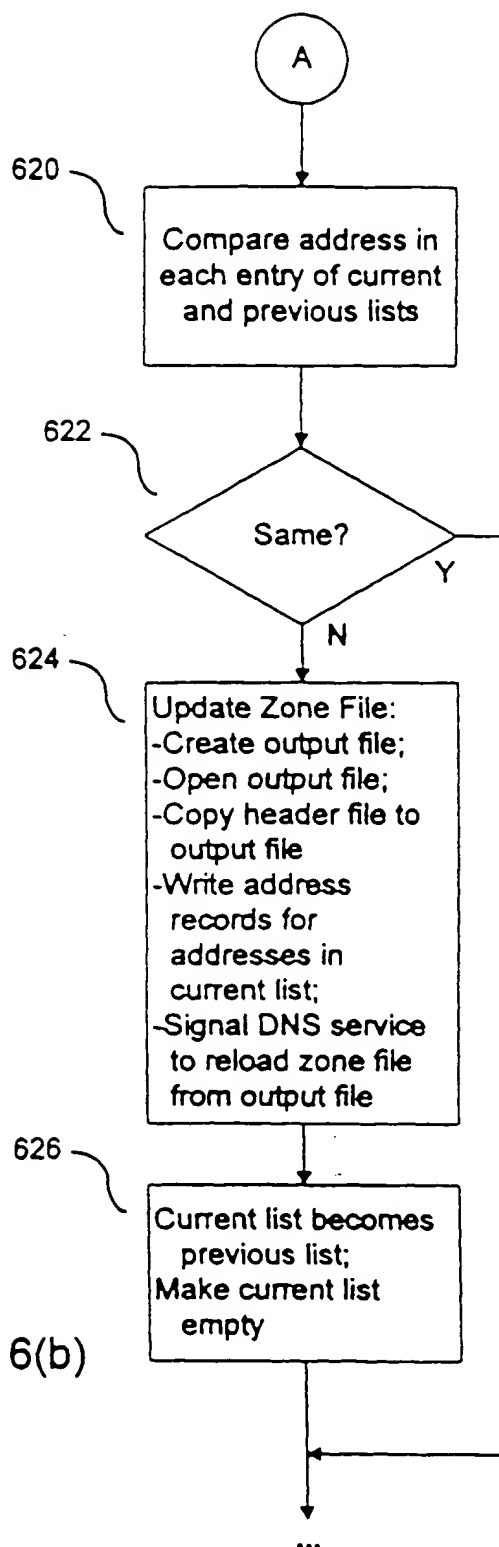 A
620
Compare address in
each entry of current
and previous lists
622
Same?
Y
N
624
Update Zone File:
-Create output file;
-Open output file;
-Copy header file to
output file
-Write address
records for
addresses in
current list;
-Signal DNS service
to reload zone file
from output file
626
Current list becomes
previous list;
Make current list
empty
6(b)
...